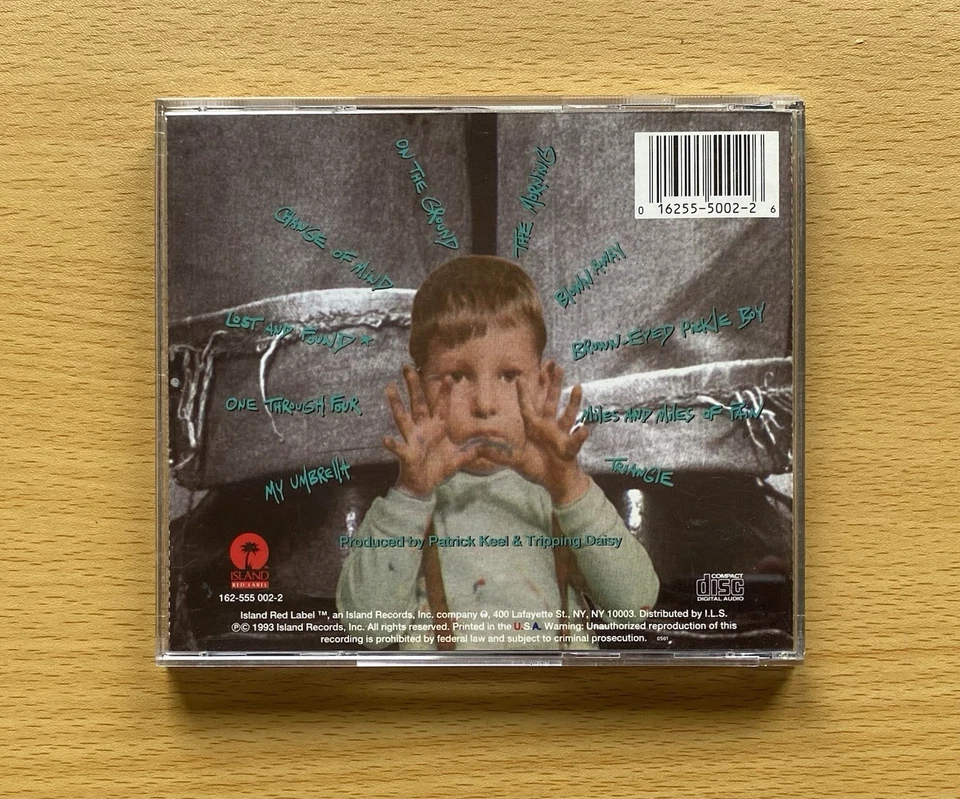 MY UMBRELLA
ONE THROUGH FOUR
LOST AND FOUND *
CHANGE OF MIND
ON THE GROUND
THE MORNING
BLOWN AWAY
BROWN-EYED PICKLE BOY
MILES AND MILES OF PAIN
TRIANGLE
0 16255-5002-2 6
Produced by Patrick Keel & Tripping Daisy
ISLAND
RED LABEL
162-555 002-2
COMPACT
disc
DIGITAL AUDIO
Island Red Label ™, an Island Records, Inc. company, 400 Lafayette St., NY, NY 10003. Distributed by I.L.S.
℗© 1993 Island Records, Inc. All rights reserved. Printed in the U.S.A. Warning: Unauthorized reproduction of this
recording is prohibited by federal law and subject to criminal prosecution.